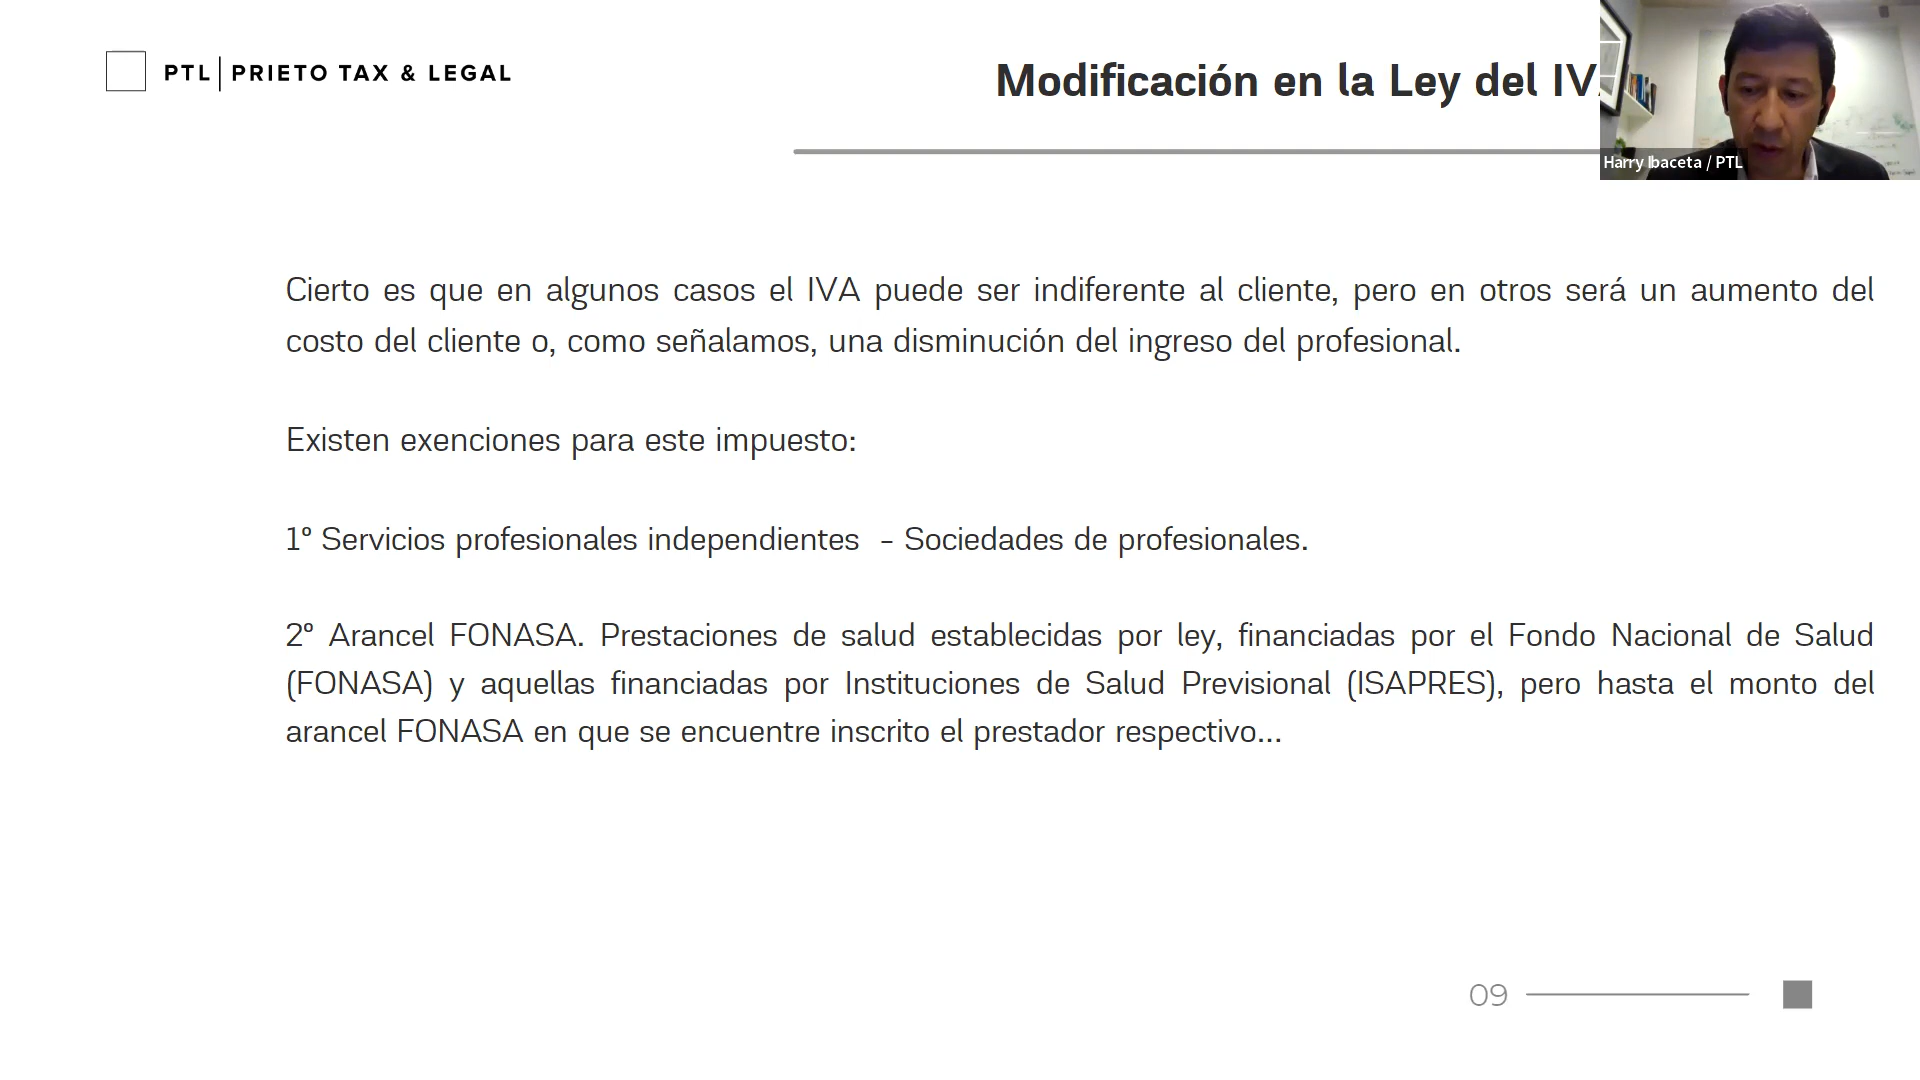 PTL | PRIETO TAX & LEGAL
Modificación en la Ley del IV
Harry Ibaceta / PTL
Cierto es que en algunos casos el IVA puede ser indiferente al cliente, pero en otros será un aumento del
costo del cliente o, como señalamos, una disminución del ingreso del profesional.
Existen exenciones para este impuesto:
1° Servicios profesionales independientes – Sociedades de profesionales.
2° Arancel FONASA. Prestaciones de salud establecidas por ley, financiadas por el Fondo Nacional de Salud
(FONASA) y aquellas financiadas por Instituciones de Salud Previsional (ISAPRES), pero hasta el monto del
arancel FONASA en que se encuentre inscrito el prestador respectivo...
09